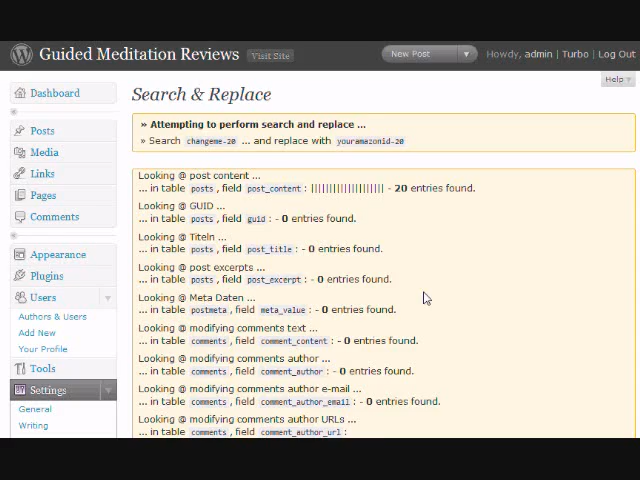 Guided Meditation Reviews Visit Site New Post Howdy, admin | Turbo | Log Out
Help
Dashboard
Posts
Media
Links
Pages
Comments
Appearance
Plugins
Users
Authors & Users
Add New
Your Profile
Tools
Settings
General
Writing
Search & Replace
» Attempting to perform search and replace ...
» Search changeme-20 ... and replace with youramazonid-20
Looking @ post content ...
... in table posts , field post_content : |||||||||||||||||||| - 20 entries found.
Looking @ GUID ...
... in table posts , field guid : - 0 entries found.
Looking @ Titeln ...
... in table posts , field post_title : - 0 entries found.
Looking @ post excerpts ...
... in table posts , field post_excerpt : - 0 entries found.
Looking @ Meta Daten ...
... in table postmeta , field meta_value : - 0 entries found.
Looking @ modifying comments text ...
... in table comments , field comment_content : - 0 entries found.
Looking @ modifying comments author ...
... in table comments , field comment_author : - 0 entries found.
Looking @ modifying comments author e-mail ...
... in table comments , field comment_author_email : - 0 entries found.
Looking @ modifying comments author URLs ...
... in table comments , field comment_author_url :